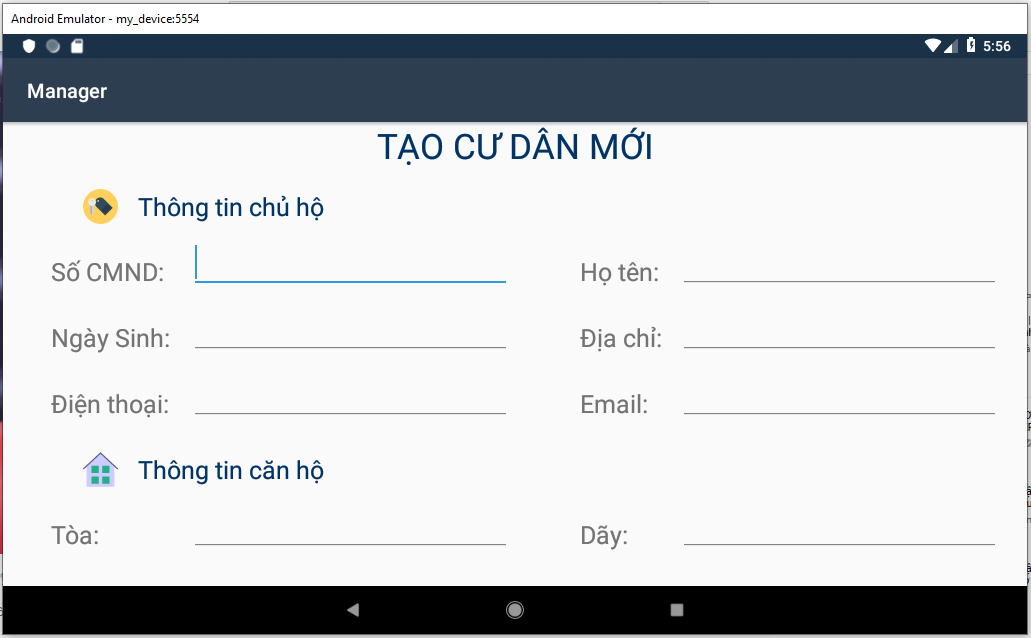 Android Emulator - my_device:5554
5:56
Manager
TẠO CƯ DÂN MỚI
Thông tin chủ hộ
Số CMND: Họ tên:
Ngày Sinh: Địa chỉ:
Điện thoại: Email:
Thông tin căn hộ
Tòa: Dãy: